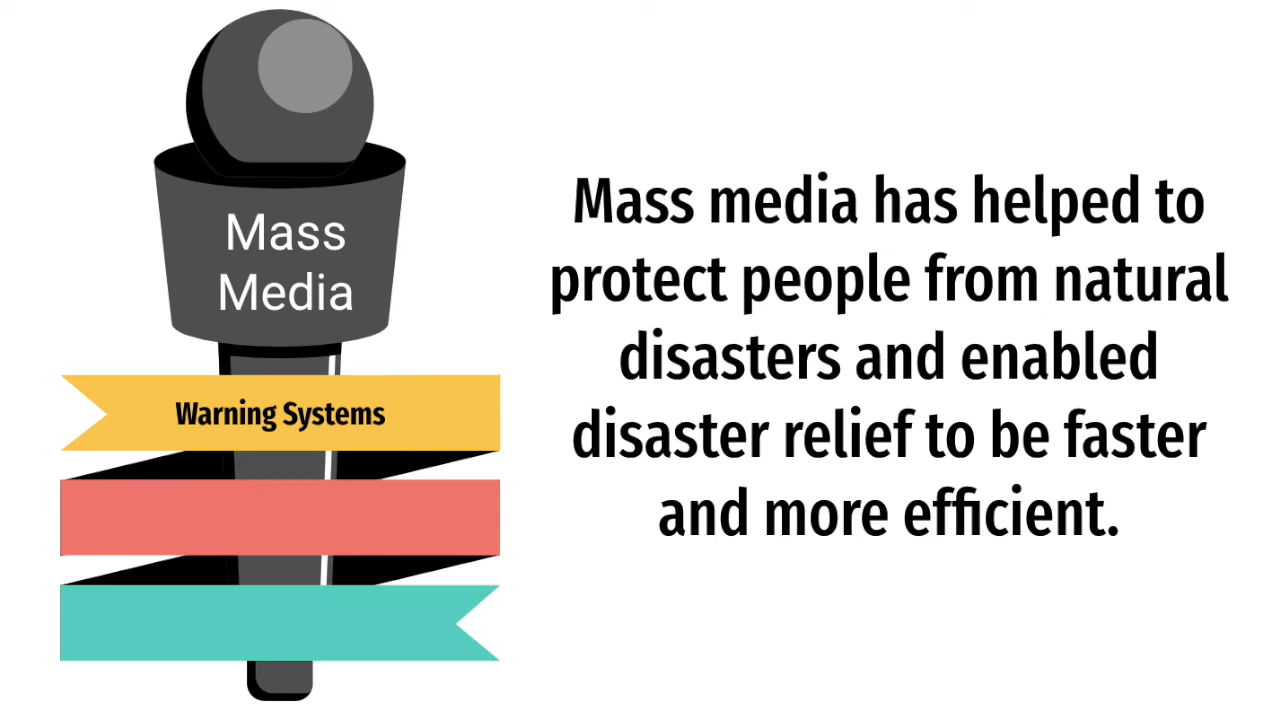 Mass
Media
Warning Systems
Mass media has helped to
protect people from natural
disasters and enabled
disaster relief to be faster
and more efficient.